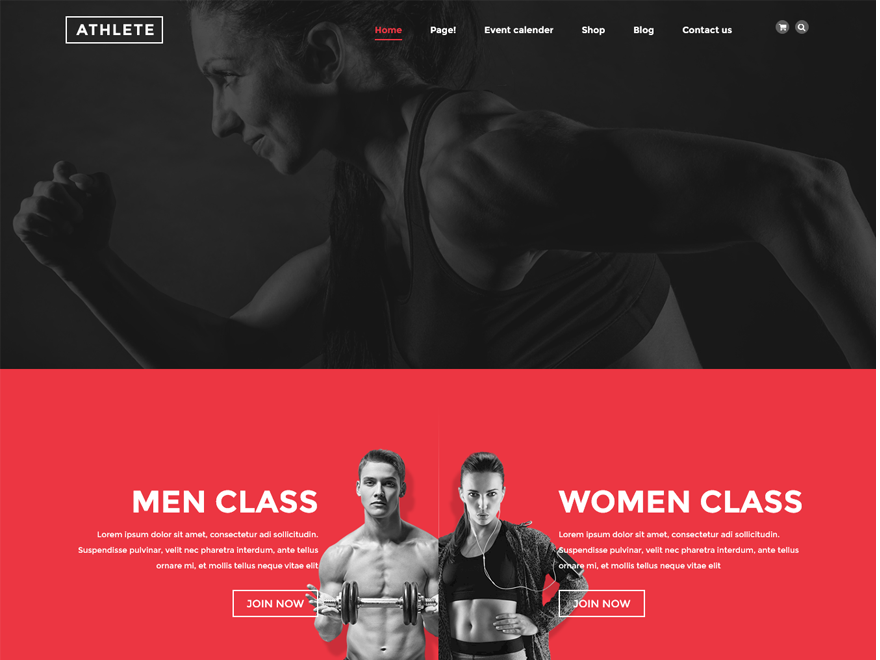 ATHLETE
Home Page! Event calender Shop Blog Contact us
MEN CLASS
Lorem ipsum dolor sit amet, consectetur adi sollicitudin.
Suspendisse pulvinar, velit nec pharetra interdum, ante tellus
ornare mi, et mollis tellus neque vitae elit
JOIN NOW
WOMEN CLASS
Lorem ipsum dolor sit amet, consectetur adi sollicitudin.
Suspendisse pulvinar, velit nec pharetra interdum, ante tellus
ornare mi, et mollis tellus neque vitae elit
JOIN NOW